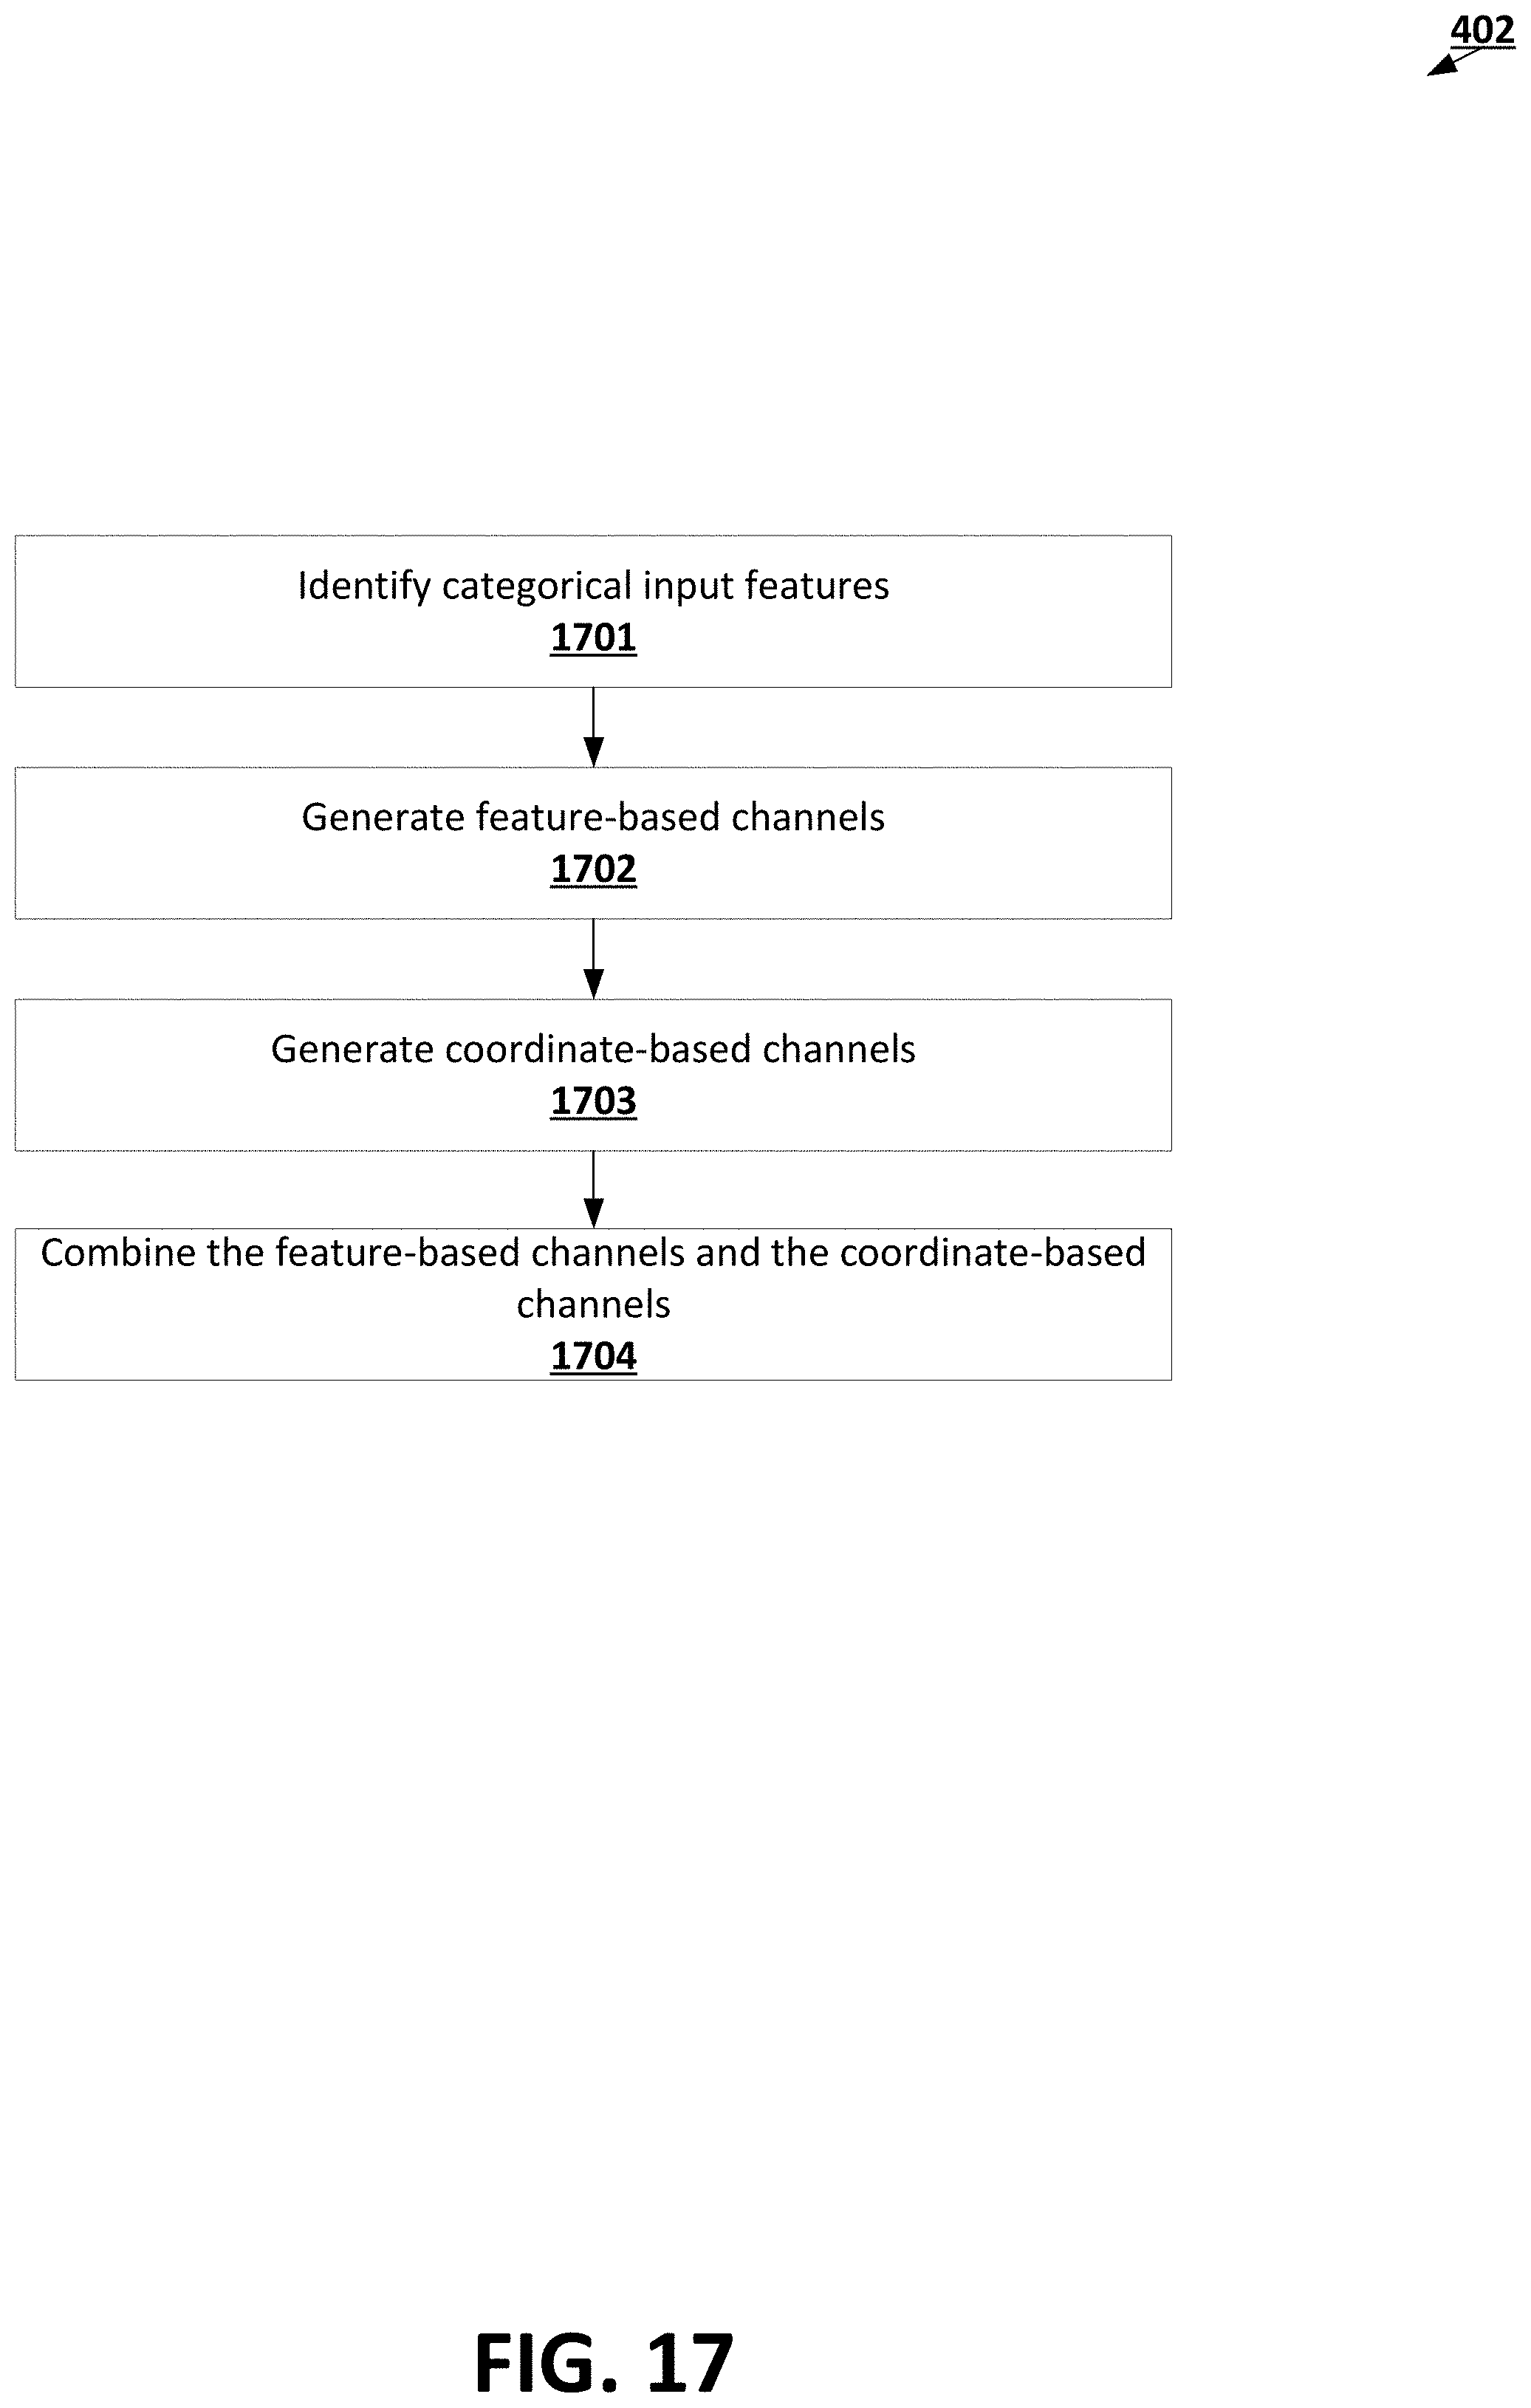 402
Identify categorical input features
1701
Generate feature-based channels
1702
Generate coordinate-based channels
1703
Combine the feature-based channels and the coordinate-based
channels
1704
FIG. 17